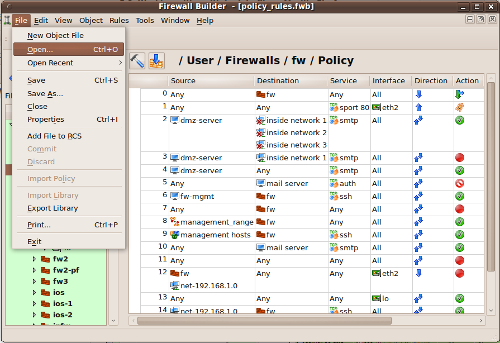 Firewall Builder - [policy_rules.fwb]
File Edit View Object Rules Tools Window Help
New Object File
Open... Ctrl+O
Open Recent
Save Ctrl+S
Save As...
Close
Properties Ctrl+I
Add File to RCS
Commit
Discard
Import Policy
Import Library
Export Library
Print... Ctrl+P
Exit
fw2
fw2-pf
fw3
ios
ios-1
ios-2
/ User / Firewalls / fw / Policy
Source Destination Service Interface Direction Action
0 Any fw Any All
1 Any Any sport 80 eth2
2 dmz-server inside network 1 smtp All
inside network 2
inside network 3
3 dmz-server inside network 1 smtp All
4 dmz-server Any smtp All
5 Any mail server auth All
6 fw-mgmt fw ssh All
7 Any fw Any All
8 management_range fw ssh All
9 management hosts fw ssh All
10 Any mail server smtp All
11 Any Any Any All
12 fw Any Any eth2
net-192.168.1.0
13 Any Any Any lo
14 net-192.168.1.0 fw ssh All